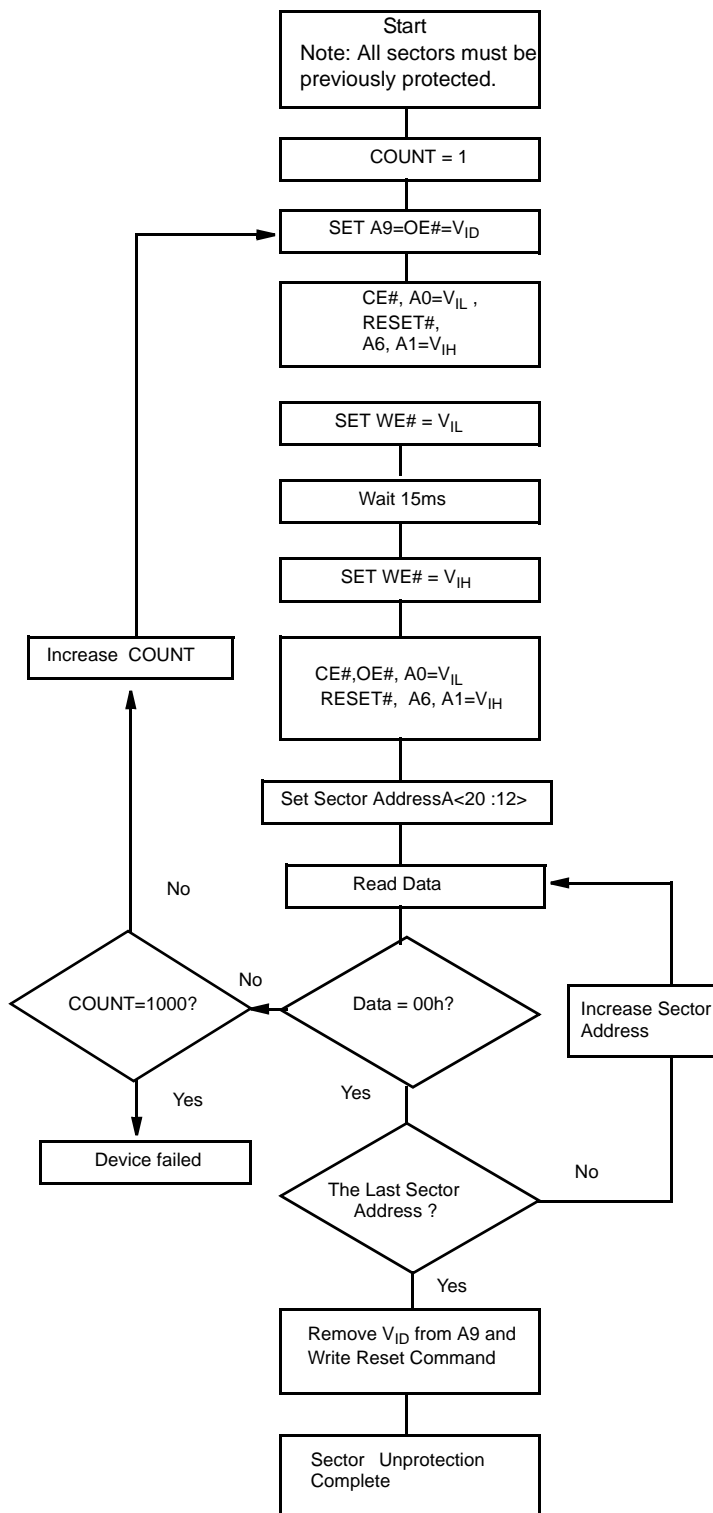 Start
Note: All sectors must be
previously protected.
COUNT = 1
SET A9=OE#=VID
CE#, A0=VIL ,
RESET#,
A6, A1=VIH
SET WE# = VIL
Wait 15ms
SET WE# = VIH
Increase COUNT
CE#,OE#, A0=VIL
RESET#, A6, A1=VIH
Set Sector AddressA<20 :12>
Read Data
No
No
COUNT=1000?
Data = 00h?
Increase Sector
Address
Yes
Yes
Device failed
The Last Sector
Address ?
No
Yes
Remove VID from A9 and
Write Reset Command
Sector Unprotection
Complete